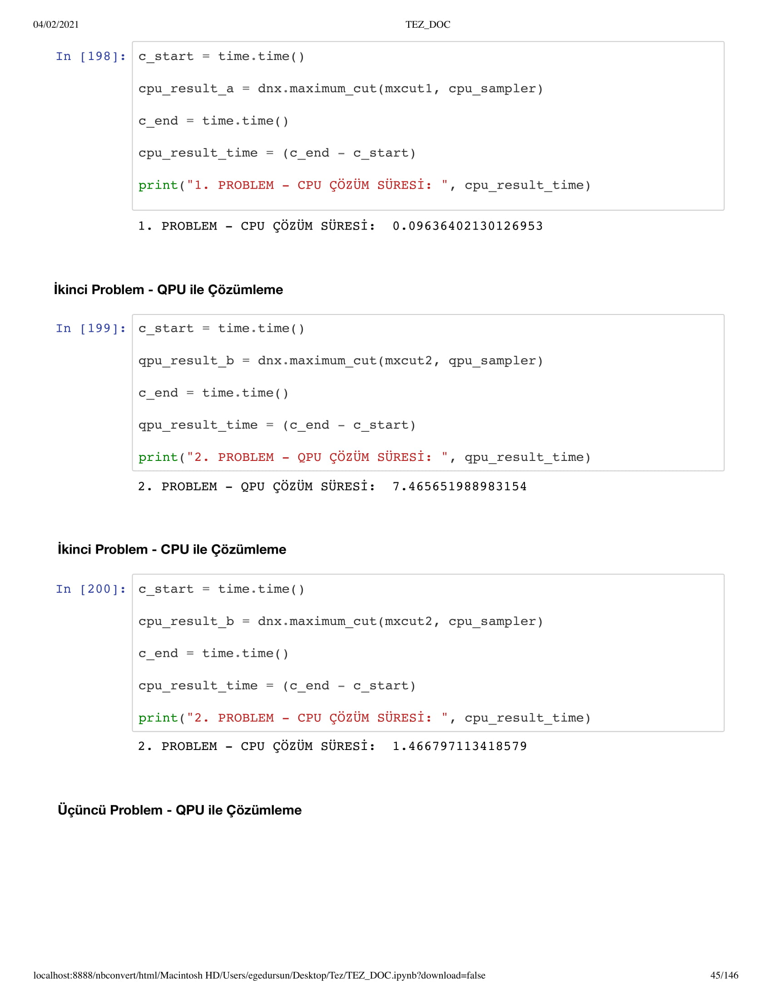 04/02/2021 TEZ_DOC
In [198]: c_start = time.time()
cpu_result_a = dnx.maximum_cut(mxcut1, cpu_sampler)
c_end = time.time()
cpu_result_time = (c_end - c_start)
print("1. PROBLEM - CPU ÇÖZÜM SÜRESİ: ", cpu_result_time)
1. PROBLEM - CPU ÇÖZÜM SÜRESİ:  0.09636402130126953
İkinci Problem - QPU ile Çözümleme
In [199]: c_start = time.time()
qpu_result_b = dnx.maximum_cut(mxcut2, qpu_sampler)
c_end = time.time()
qpu_result_time = (c_end - c_start)
print("2. PROBLEM - QPU ÇÖZÜM SÜRESİ: ", qpu_result_time)
2. PROBLEM - QPU ÇÖZÜM SÜRESİ:  7.465651988983154
İkinci Problem - CPU ile Çözümleme
In [200]: c_start = time.time()
cpu_result_b = dnx.maximum_cut(mxcut2, cpu_sampler)
c_end = time.time()
cpu_result_time = (c_end - c_start)
print("2. PROBLEM - CPU ÇÖZÜM SÜRESİ: ", cpu_result_time)
2. PROBLEM - CPU ÇÖZÜM SÜRESİ:  1.466797113418579
Üçüncü Problem - QPU ile Çözümleme
localhost:8888/nbconvert/html/Macintosh HD/Users/egedursun/Desktop/Tez/TEZ_DOC.ipynb?download=false 45/146